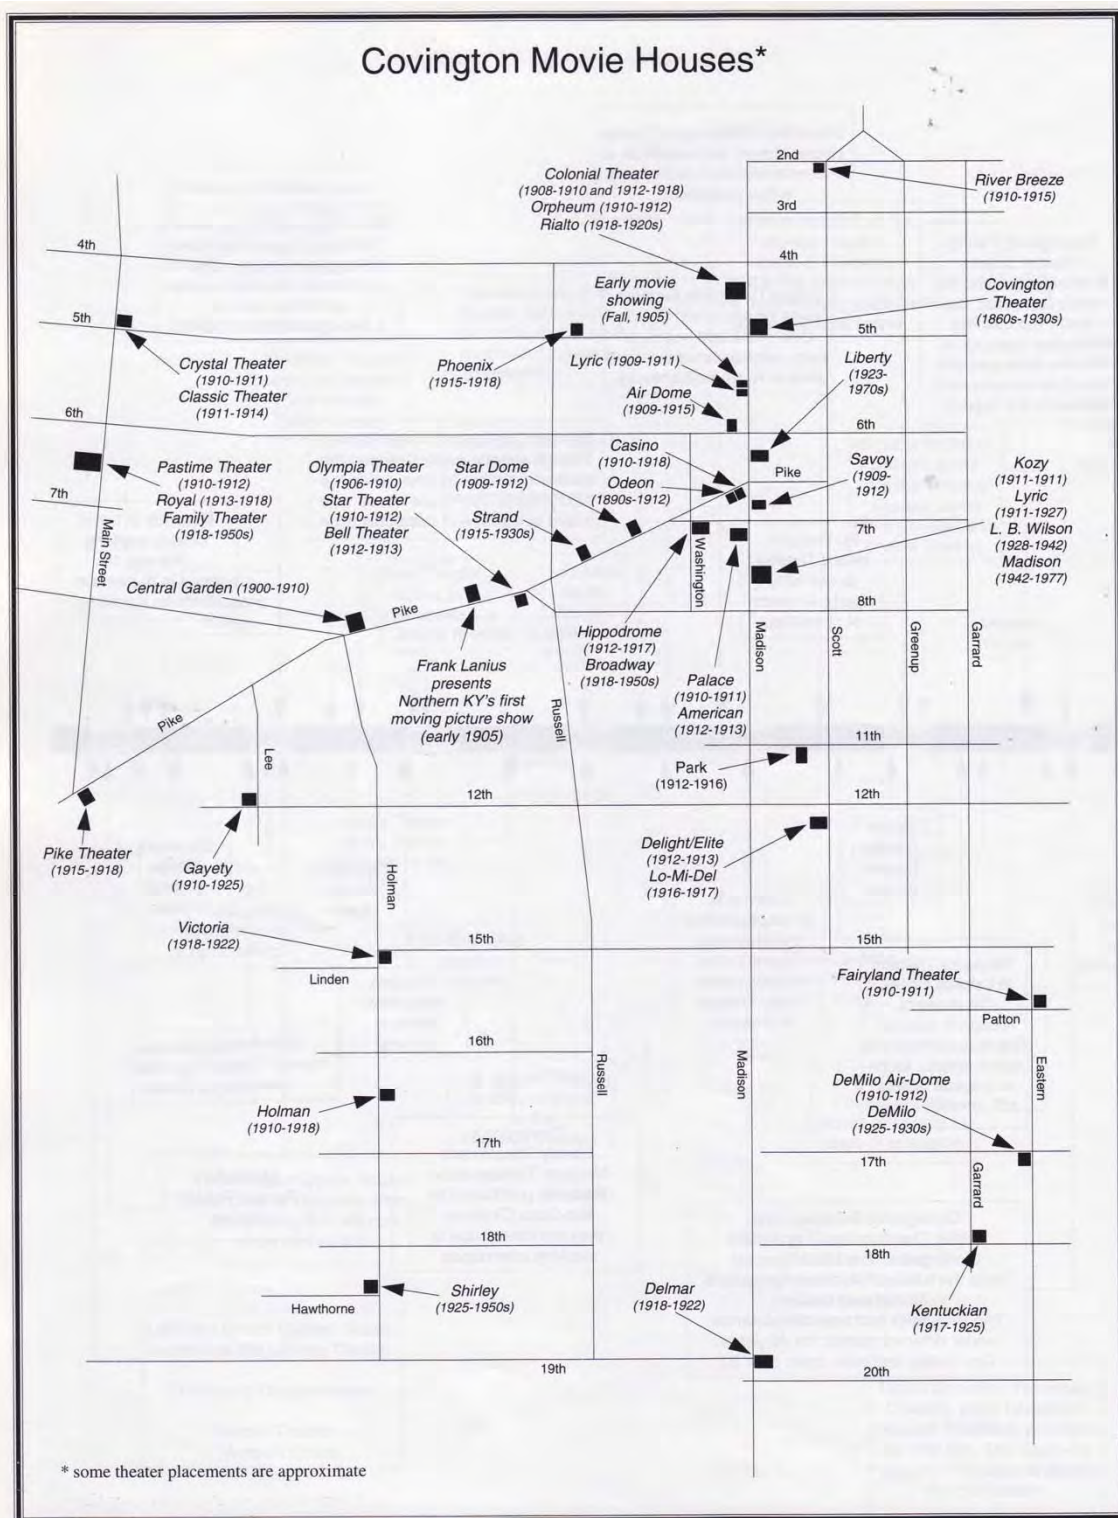 Covington Movie Houses*
2nd
River Breeze
(1910-1915)
Colonial Theater
(1908-1910 and 1912-1918)
Orpheum (1910-1912)
Rialto (1918-1920s)
3rd
4th
4th
Early movie
showing
(Fall, 1905)
Covington
Theater
(1860s-1930s)
5th
5th
Crystal Theater
(1910-1911)
Classic Theater
(1911-1914)
Phoenix
(1915-1918)
Lyric (1909-1911)
Liberty
(1923-
1970s)
Air Dome
(1909-1915)
6th
6th
Casino
(1910-1918)
Odeon
(1890s-1912)
Pike
Savoy
(1909-
1912)
Kozy
(1911-1911)
Lyric
(1911-1927)
L. B. Wilson
(1928-1942)
Madison
(1942-1977)
Pastime Theater
(1910-1912)
Royal (1913-1918)
Family Theater
(1918-1950s)
Olympia Theater
(1906-1910)
Star Theater
(1910-1912)
Bell Theater
(1912-1913)
Star Dome
(1909-1912)
Strand
(1915-1930s)
7th
7th
Main Street
Washington
Central Garden (1900-1910)
Pike
8th
Hippodrome
(1912-1917)
Broadway
(1918-1950s)
Madison
Scott
Greenup
Garrard
Frank Lanius
presents
Northern KY's first
moving picture show
(early 1905)
Palace
(1910-1911)
American
(1912-1913)
Russell
Pike
Lee
11th
Park
(1912-1916)
12th
12th
Pike Theater
(1915-1918)
Gayety
(1910-1925)
Delight/Elite
(1912-1913)
Lo-Mi-Del
(1916-1917)
Holman
Victoria
(1918-1922)
15th
15th
Linden
Fairyland Theater
(1910-1911)
Patton
16th
Russell
Madison
Eastern
Holman
(1910-1918)
DeMilo Air-Dome
(1910-1912)
DeMilo
(1925-1930s)
17th
17th
Garrard
18th
18th
Shirley
(1925-1950s)
Hawthorne
Delmar
(1918-1922)
Kentuckian
(1917-1925)
19th
20th
* some theater placements are approximate